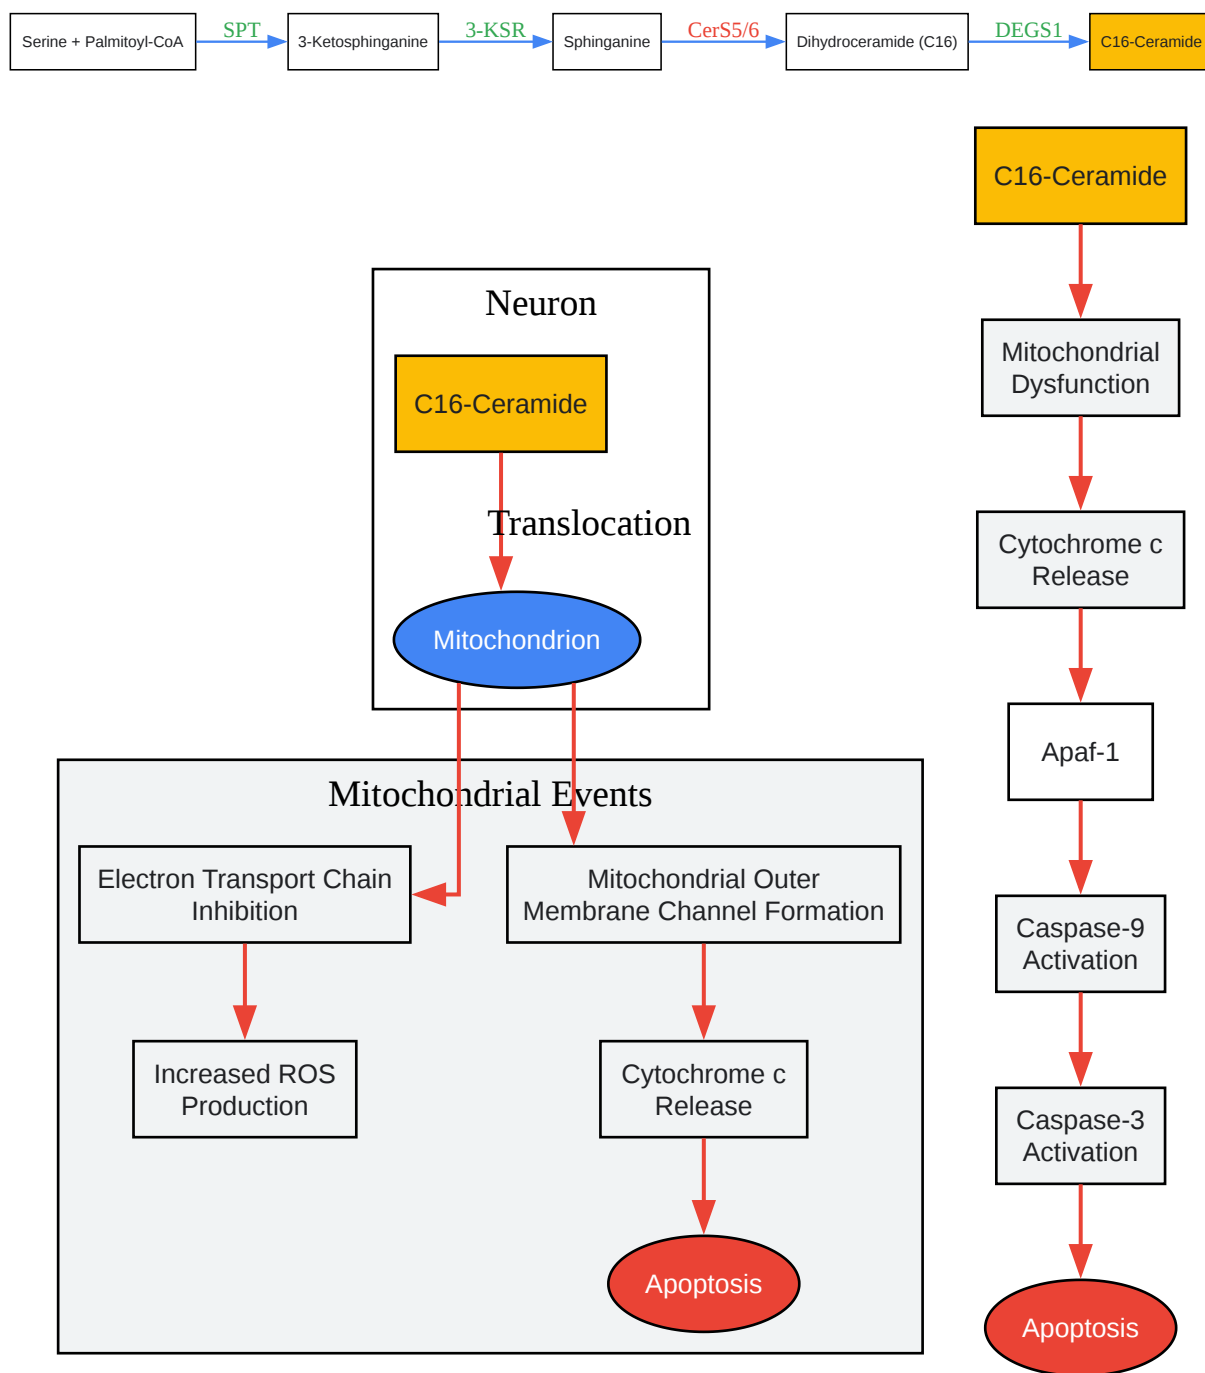 Serine + Palmitoyl-CoA
SPT
3-Ketosphinganine
3-KSR
Sphinganine
CerS5/6
Dihydroceramide (C16)
DEGS1
C16-Ceramide
Neuron
C16-Ceramide
Translocation
Mitochondrion
Mitochondrial Events
Electron Transport Chain
Inhibition
Increased ROS
Production
Mitochondrial Outer
Membrane Channel Formation
Cytochrome c
Release
Apoptosis
C16-Ceramide
Mitochondrial
Dysfunction
Cytochrome c
Release
Apaf-1
Caspase-9
Activation
Caspase-3
Activation
Apoptosis